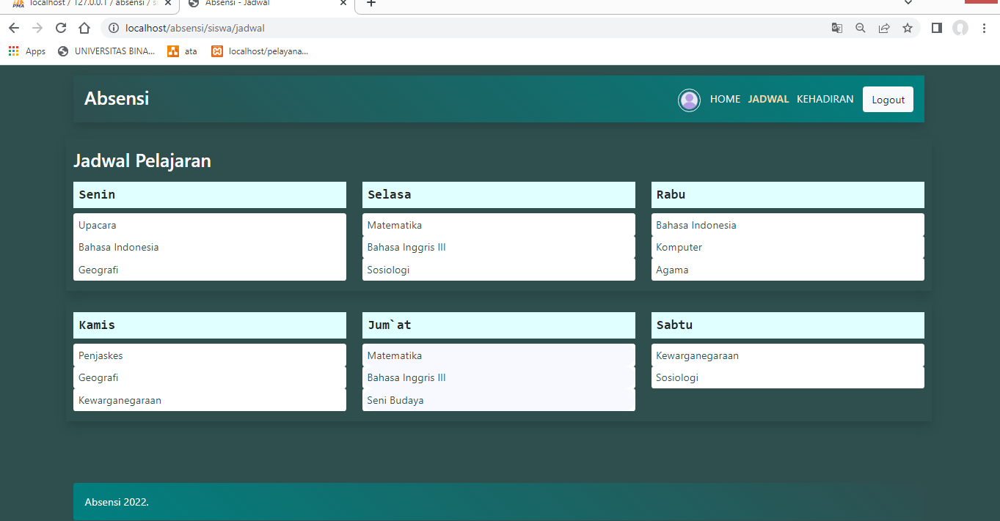 PMA localhost / 127.0.0.1 / absensi / s
Absensi - Jadwal
localhost/absensi/siswa/jadwal
Apps UNIVERSITAS BINA... ata localhost/pelayana...
Absensi
HOME JADWAL KEHADIRAN Logout
Jadwal Pelajaran
Senin
Upacara
Bahasa Indonesia
Geografi
Selasa
Matematika
Bahasa Inggris III
Sosiologi
Rabu
Bahasa Indonesia
Komputer
Agama
Kamis
Penjaskes
Geografi
Kewarganegaraan
Jum`at
Matematika
Bahasa Inggris III
Seni Budaya
Sabtu
Kewarganegaraan
Sosiologi
Absensi 2022.